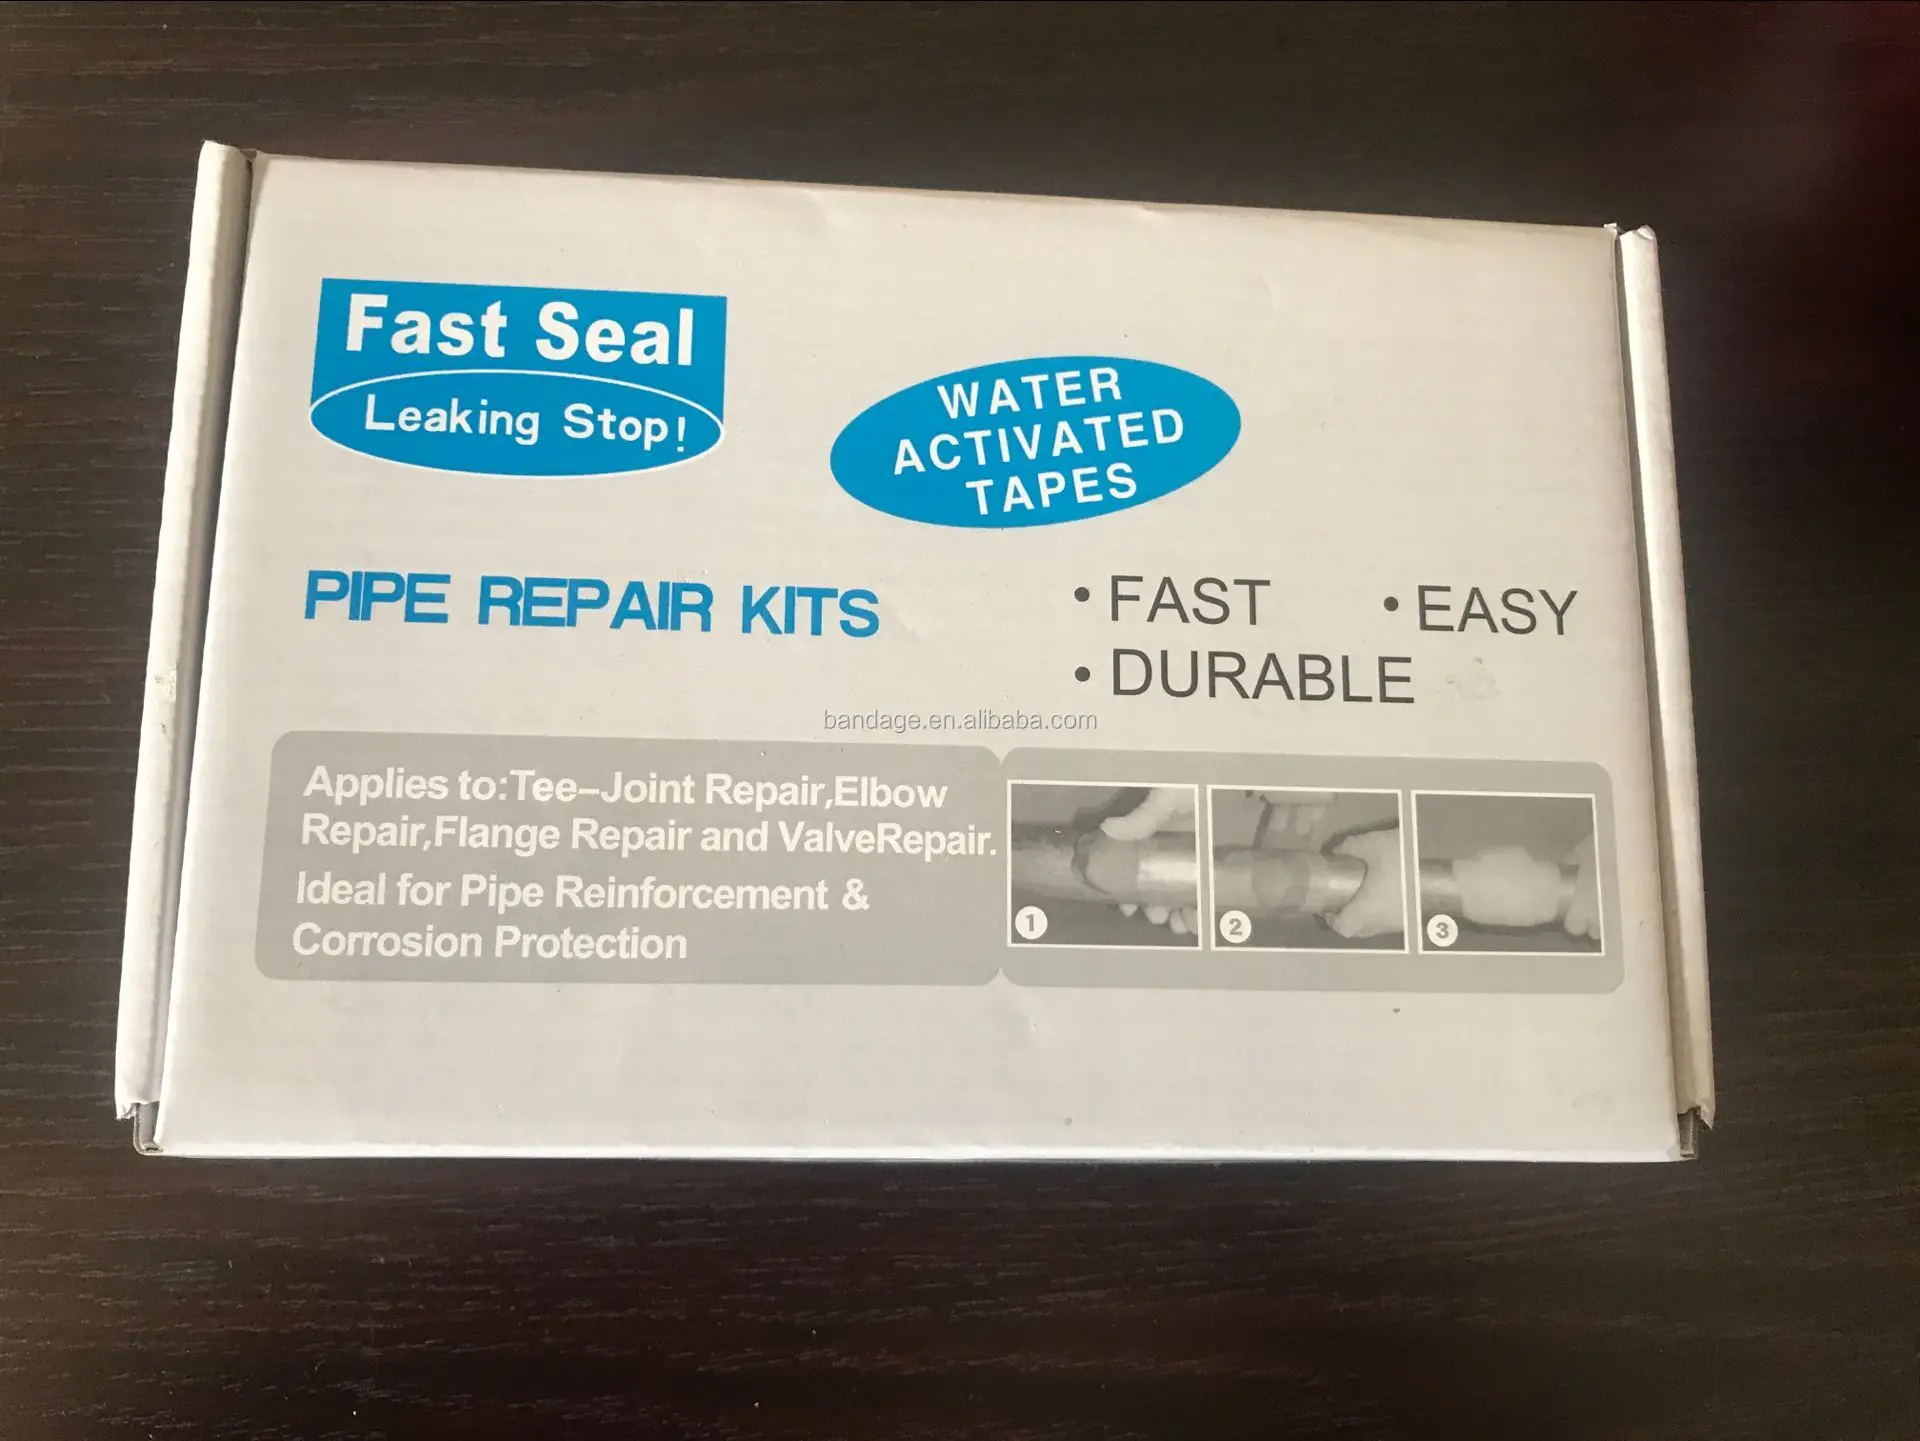 Fast Seal
Leaking Stop!
WATER
ACTIVATED
TAPES
PIPE REPAIR KITS
• FAST • EASY
• DURABLE
bandage.en.alibaba.com
Applies to:Tee-Joint Repair,Elbow
Repair,Flange Repair and ValveRepair.
Ideal for Pipe Reinforcement &
Corrosion Protection
1 2 3